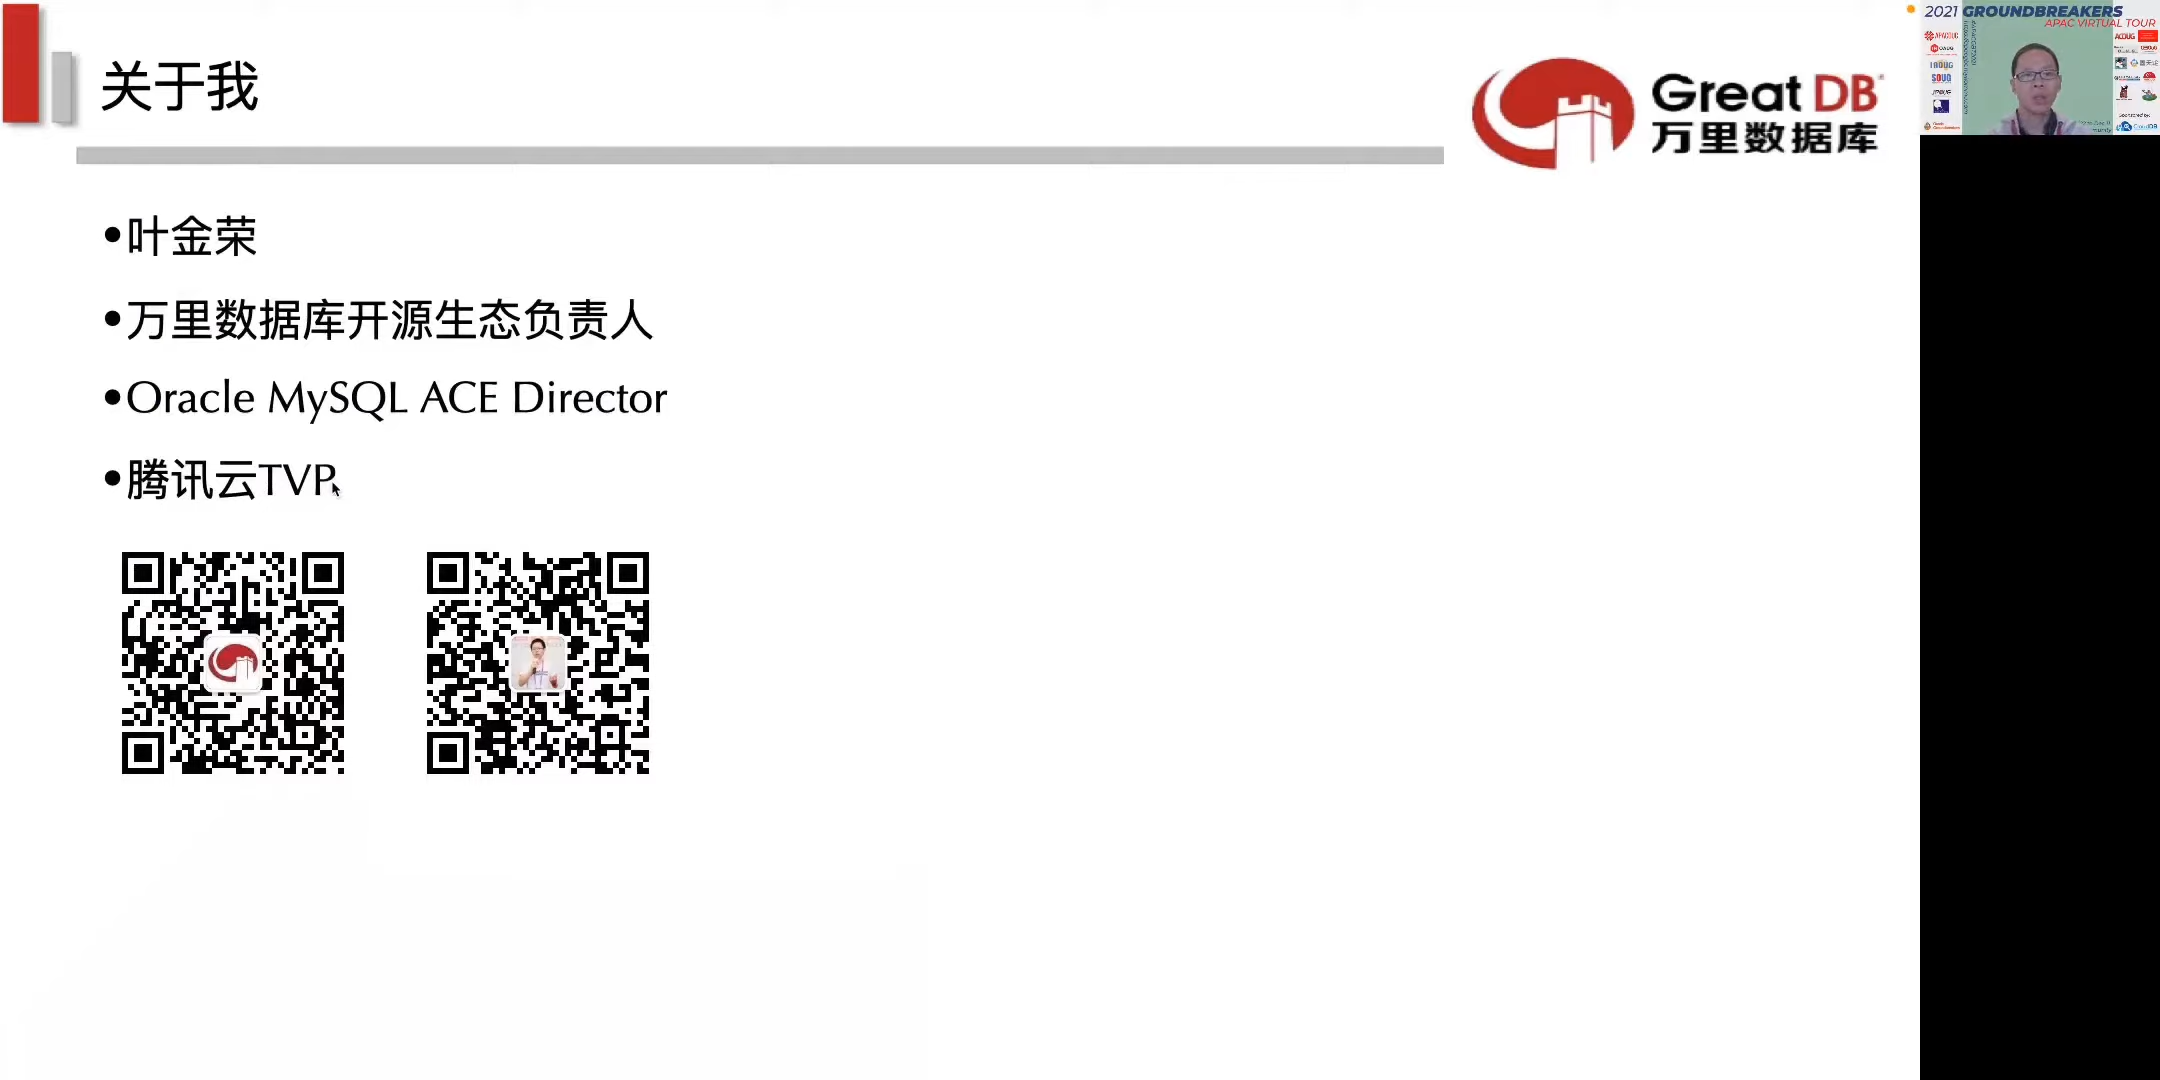 关于我
Great DB
万里数据库
•叶金荣
•万里数据库开源生态负责人
•Oracle MySQL ACE Director
•腾讯云TVP
2021 GROUNDBREAKERS
APAC VIRTUAL TOUR
Sponsored by: